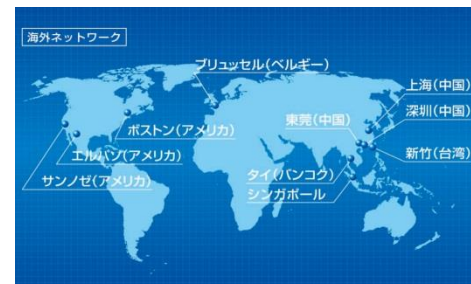 海外ネットワーク
ブリュッセル(ベルギー)
上海(中国)
深圳(中国)
東莞(中国)
ボストン(アメリカ)
新竹(台湾)
エルパソ(アメリカ)
タイ(バンコク)
サンノゼ(アメリカ)
シンガポール